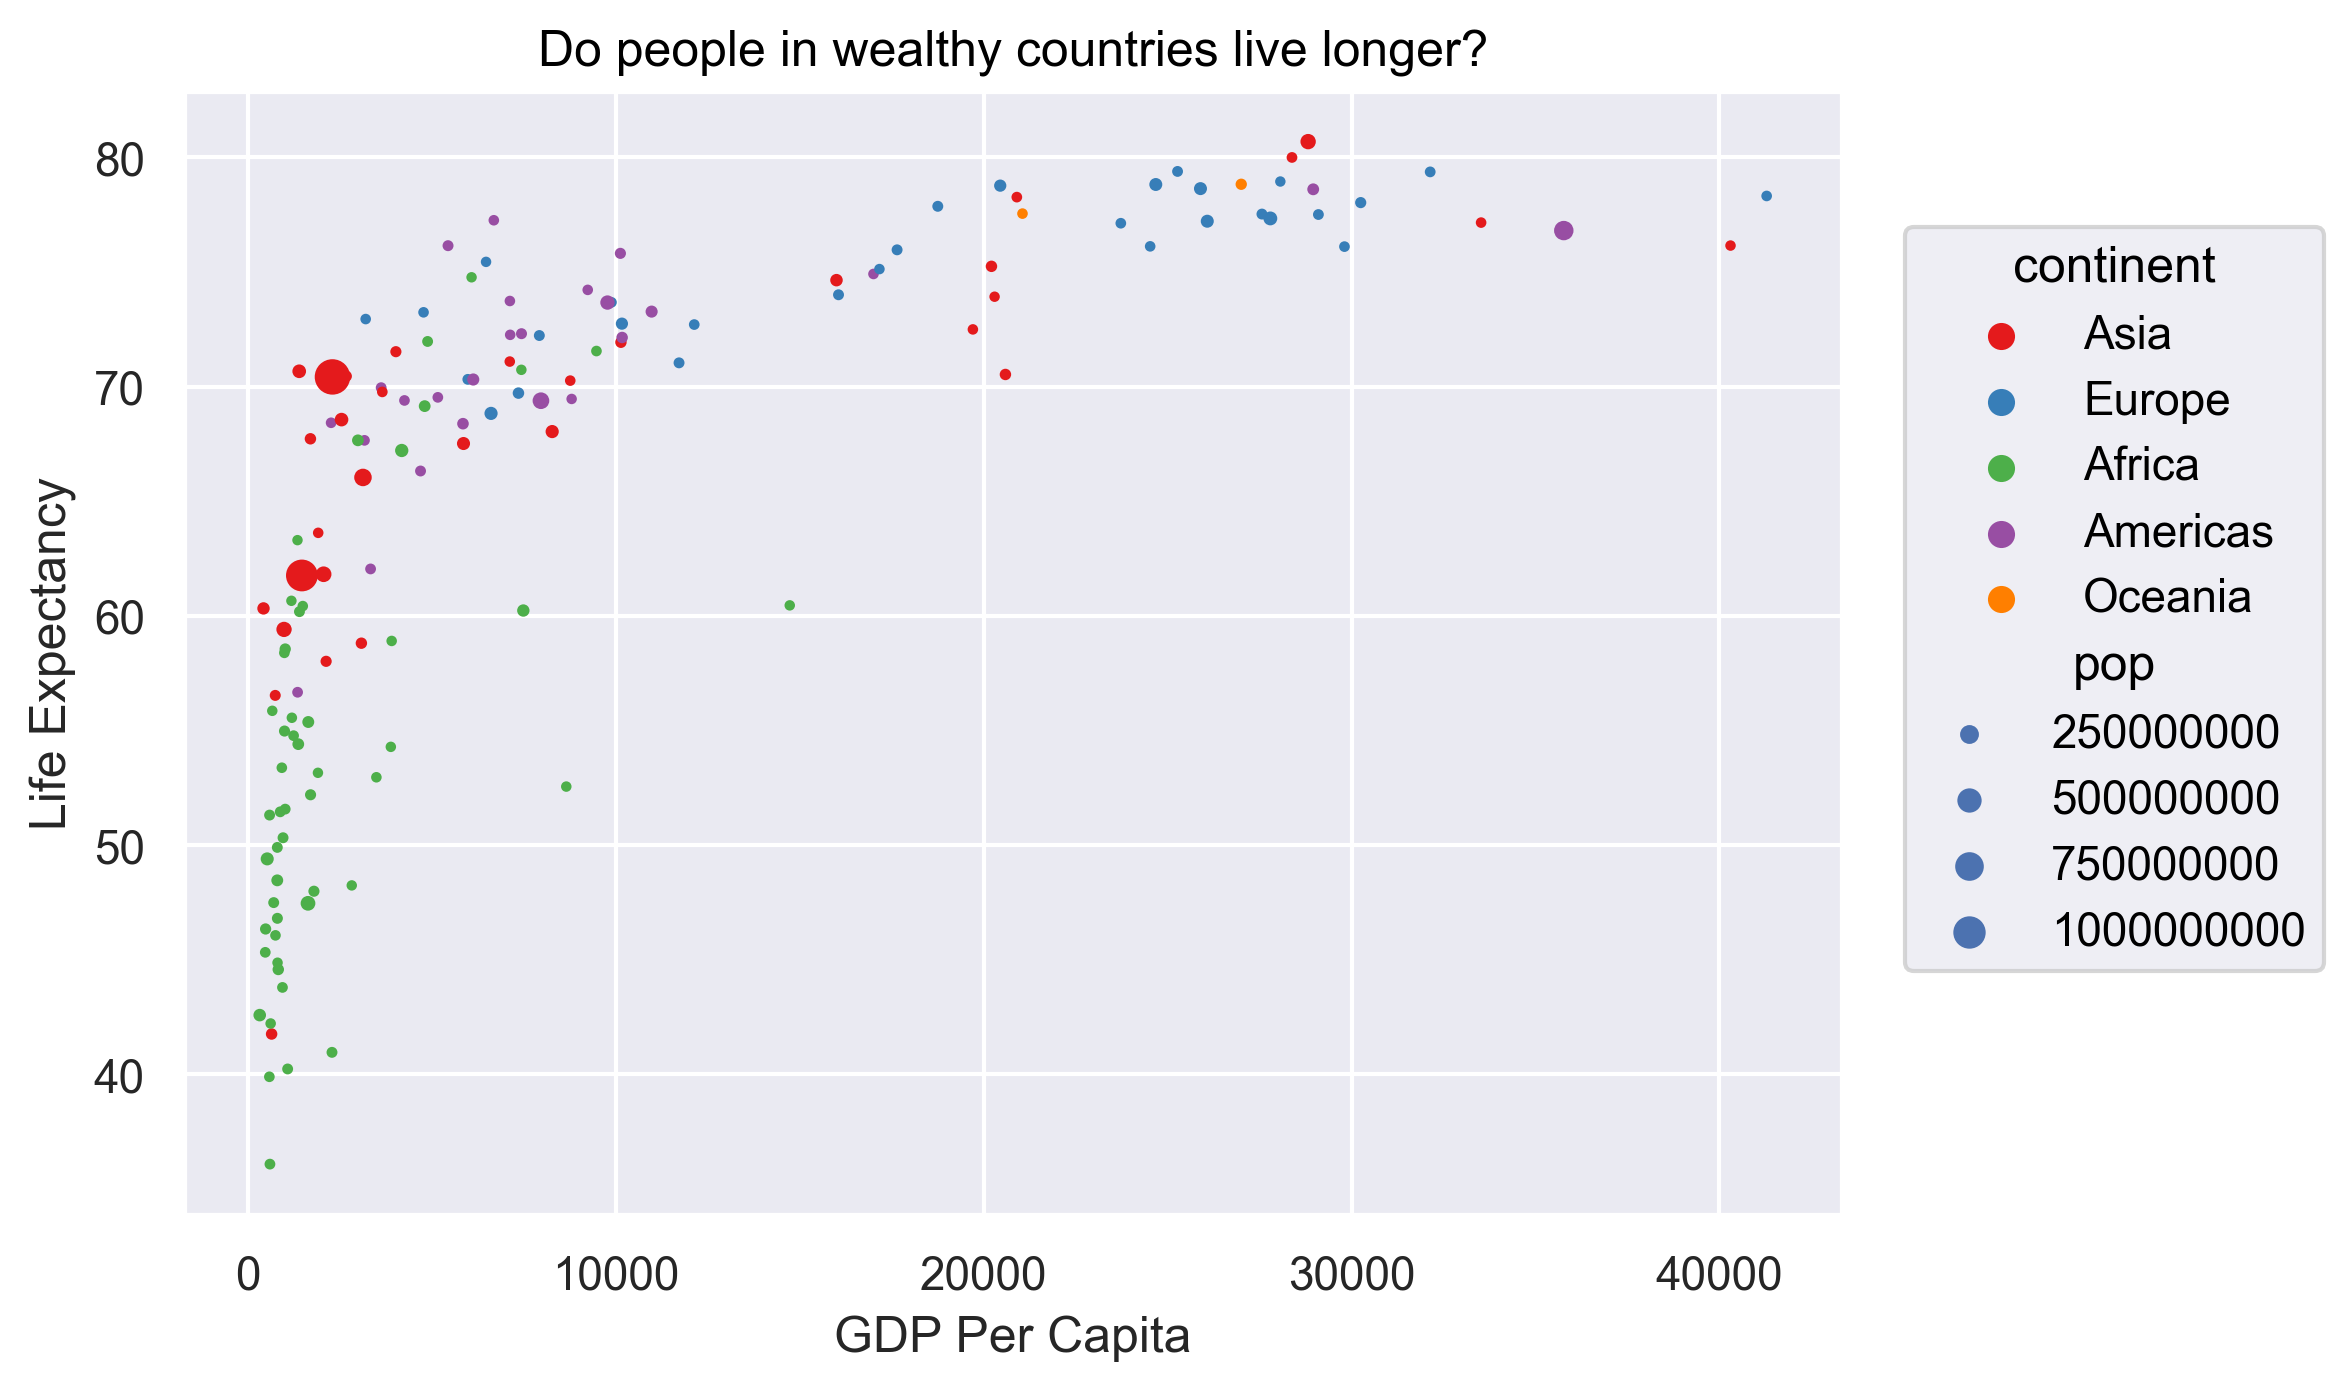 Do people in wealthy countries live longer?
80
70
60
50
40
Life Expectancy
0 10000 20000 30000 40000
GDP Per Capita
continent
Asia
Europe
Africa
Americas
Oceania
pop
250000000
500000000
750000000
1000000000